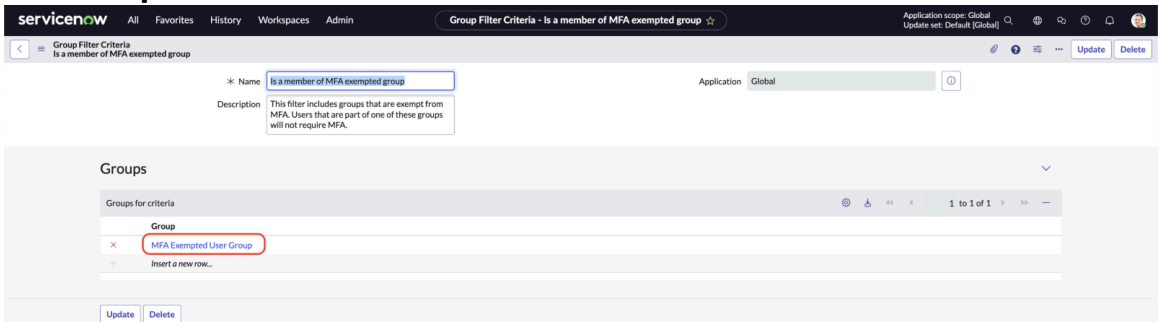 servicenow All Favorites History Workspaces Admin Group Filter Criteria - Is a member of MFA exempted group Application scope: Global
Update set: Default [Global]
Group Filter Criteria
Is a member of MFA exempted group
Update Delete
Name Is a member of MFA exempted group Application Global
Description This filter includes groups that are exempt from
MFA. Users that are part of one of these groups
will not require MFA.
Groups
Groups for criteria 1 to 1 of 1
Group
MFA Exempted User Group
Insert a new row...
Update Delete